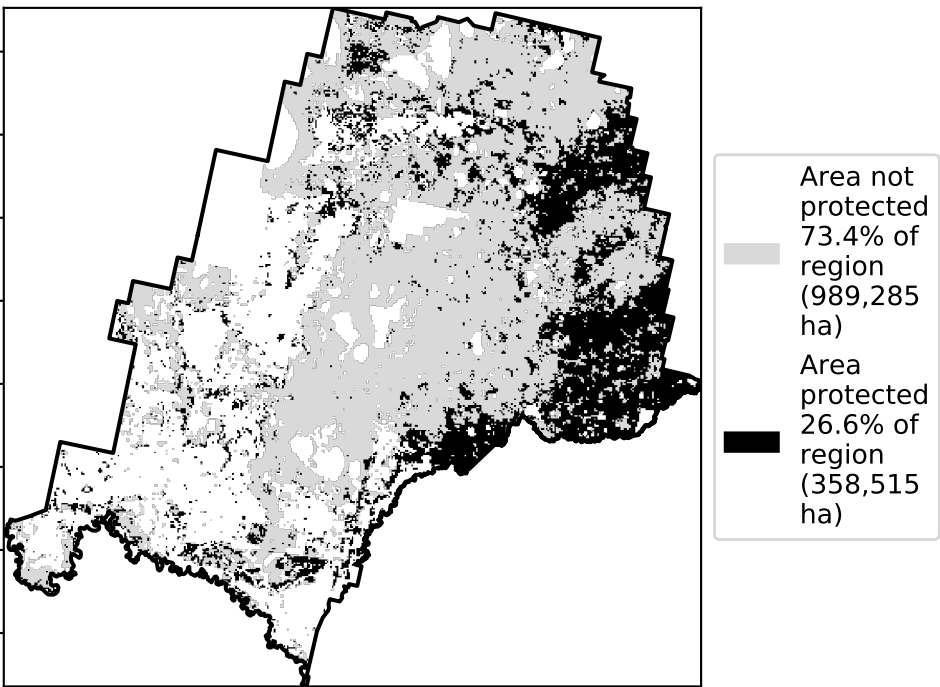 Area not
protected
73.4% of
region
(989,285
ha)
Area
protected
26.6% of
region
(358,515
ha)